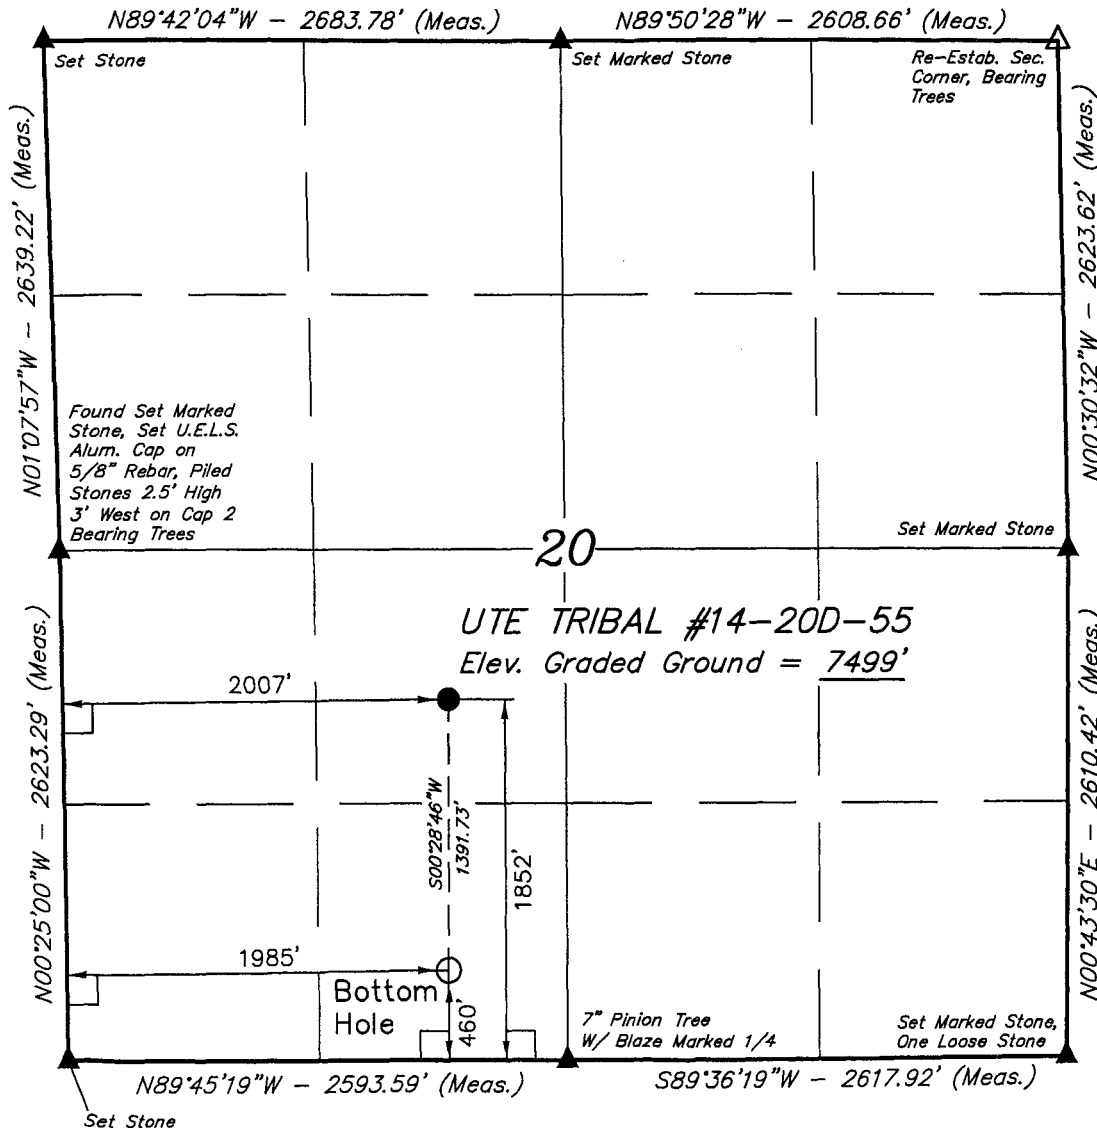 N89°42'04"W - 2683.78' (Meas.)
N89°50'28"W - 2608.66' (Meas.)
Set Stone
Set Marked Stone
Re-Estab. Sec.
Corner, Bearing
Trees
N01°07'57"W - 2639.22' (Meas.)
N00°30'32"W - 2623.62' (Meas.)
Found Set Marked
Stone, Set U.E.L.S.
Alum. Cap on
5/8" Rebar, Piled
Stones 2.5' High
3' West on Cap 2
Bearing Trees
Set Marked Stone
20
UTE TRIBAL #14-20D-55
Elev. Graded Ground = 7499'
N00°25'00"W - 2623.29' (Meas.)
2007'
S00°28'46"W
1391.73'
1852'
N00°43'30"E - 2610.42' (Meas.)
1985'
Bottom
Hole
460'
7" Pinion Tree
W/ Blaze Marked 1/4
Set Marked Stone,
One Loose Stone
N89°45'19"W - 2593.59' (Meas.)
S89°36'19"W - 2617.92' (Meas.)
Set Stone